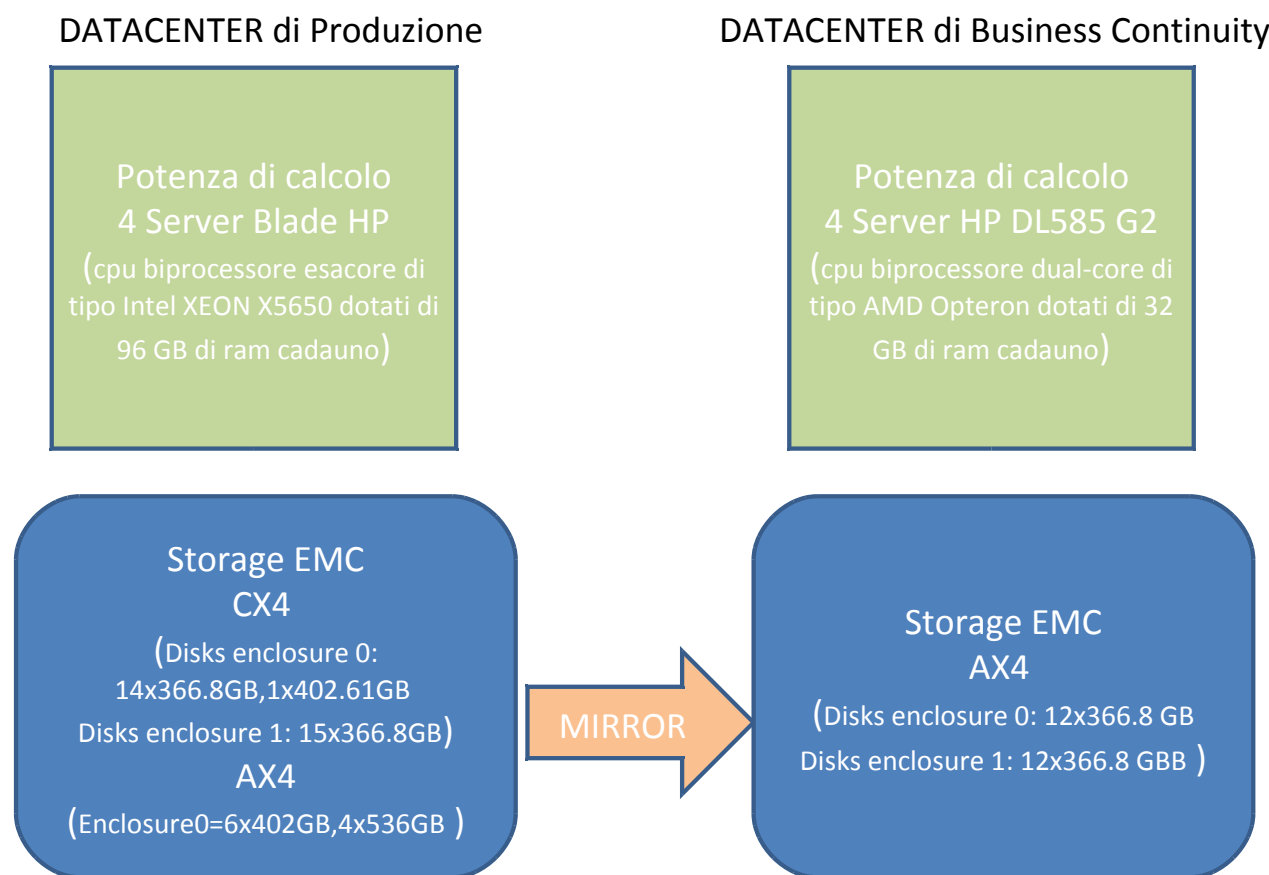 DATACENTER di Produzione
DATACENTER di Business Continuity
Potenza di calcolo
4 Server Blade HP
(cpu biprocessore esacore di
tipo Intel XEON X5650 dotati di
96 GB di ram cadauno)
Potenza di calcolo
4 Server HP DL585 G2
(cpu biprocessore dual-core di
tipo AMD Opteron dotati di 32
GB di ram cadauno)
Storage EMC
CX4
(Disks enclosure 0:
14x366.8GB,1x402.61GB
Disks enclosure 1: 15x366.8GB)
AX4
(Enclosure0=6x402GB,4x536GB )
MIRROR
Storage EMC
AX4
(Disks enclosure 0: 12x366.8 GB
Disks enclosure 1: 12x366.8 GBB )